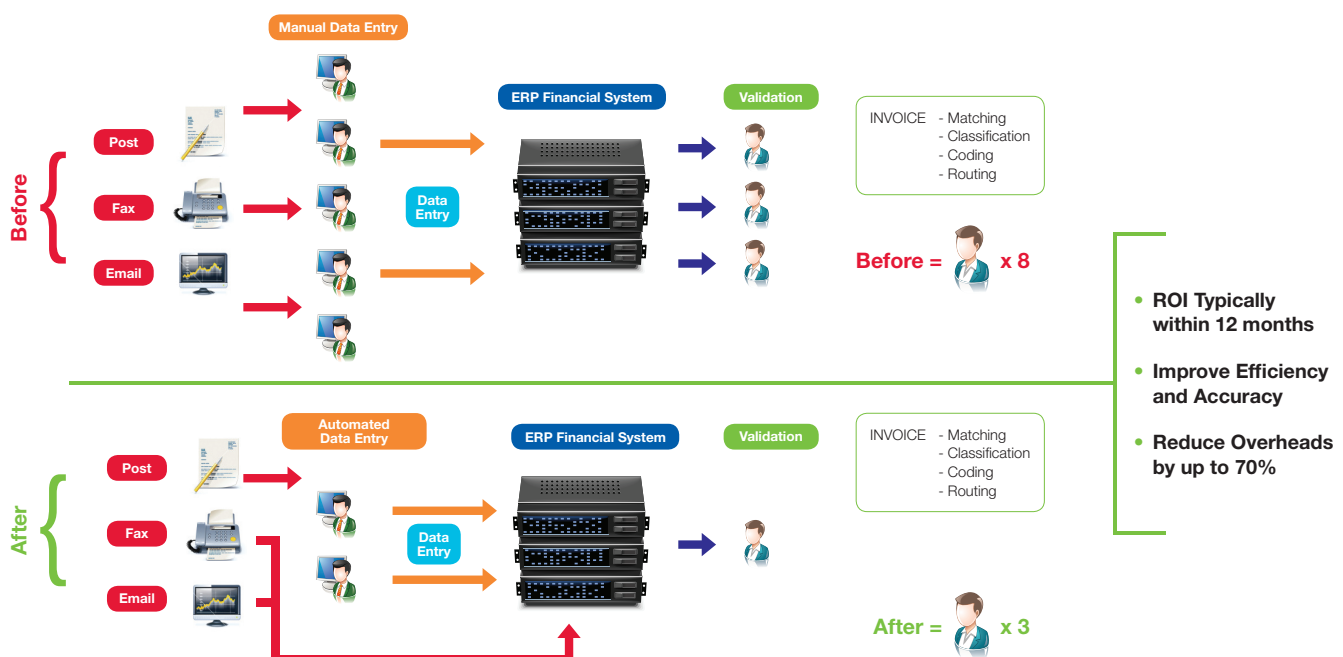 Manual Data Entry
ERP Financial System
Validation
Before
Post
Fax
Email
Data
Entry
INVOICE - Matching
- Classification
- Coding
- Routing
Before = x 8
• ROI Typically
within 12 months
• Improve Efficiency
and Accuracy
• Reduce Overheads
by up to 70%
Automated
Data Entry
ERP Financial System
Validation
After
Post
Fax
Email
Data
Entry
INVOICE - Matching
- Classification
- Coding
- Routing
After = x 3